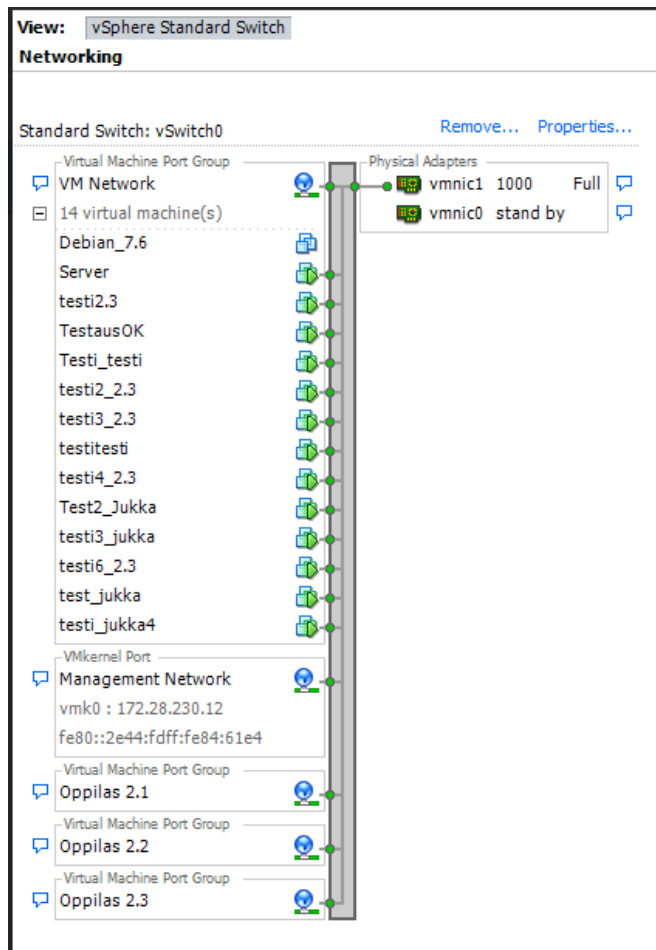 View: vSphere Standard Switch
Networking
Standard Switch: vSwitch0 Remove... Properties...
Virtual Machine Port Group
VM Network
14 virtual machine(s)
Debian_7.6
Server
testi2.3
TestausOK
Testi_testi
testi2_2.3
testi3_2.3
testitesti
testi4_2.3
Test2_Jukka
testi3_jukka
testi6_2.3
test_jukka
testi_jukka4
VMkernel Port
Management Network
vmk0 : 172.28.230.12
fe80::2e44:fdff:fe84:61e4
Virtual Machine Port Group
Oppilas 2.1
Virtual Machine Port Group
Oppilas 2.2
Virtual Machine Port Group
Oppilas 2.3
Physical Adapters
vmnic1 1000 Full
vmnic0 stand by